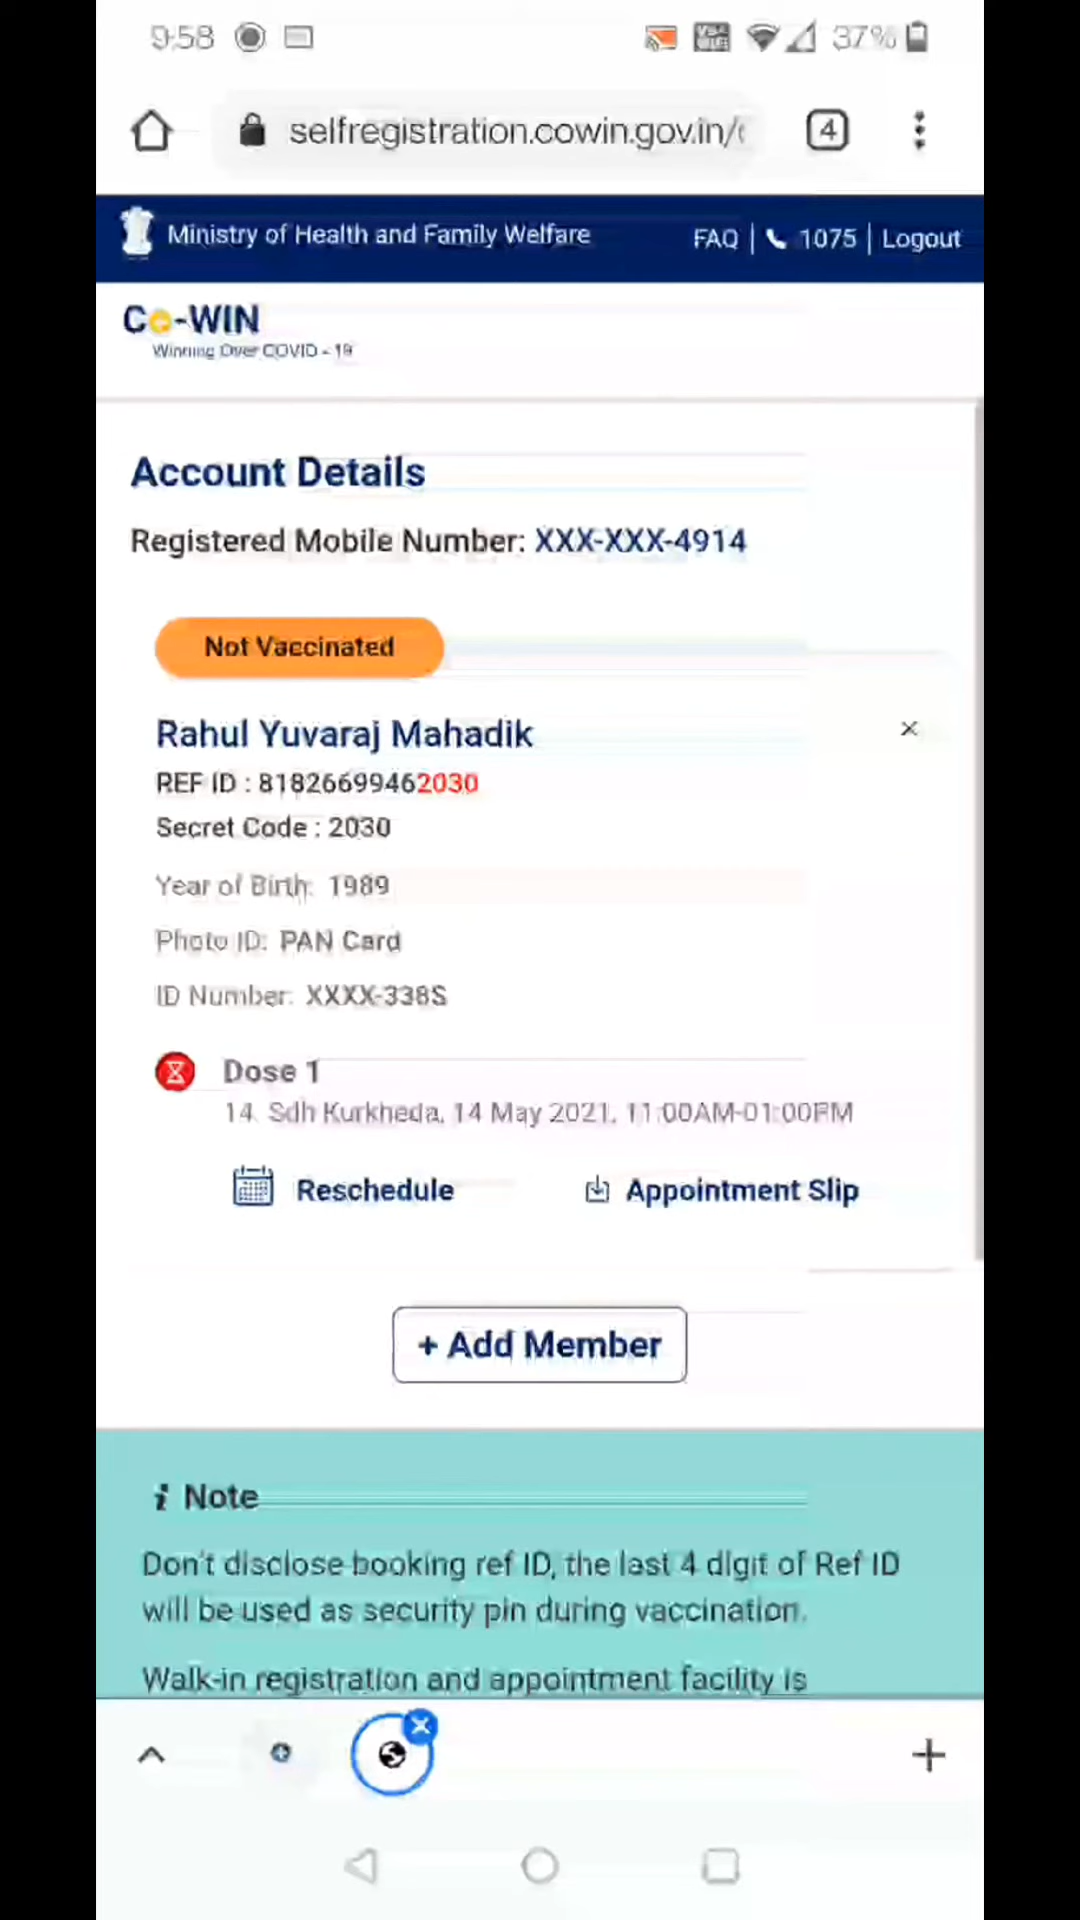 9:58 37%
selfregistration.cowin.gov.in/ 4
Ministry of Health and Family Welfare FAQ | 1075 | Logout
Co-WIN
Winning Over COVID - 19
Account Details
Registered Mobile Number: XXX-XXX-4914
Not Vaccinated
Rahul Yuvaraj Mahadik
REF ID : 81826699462030
Secret Code : 2030
Year of Birth: 1989
Photo ID: PAN Card
ID Number: XXXX-338S
Dose 1
14. Sdh Kurkheda, 14 May 2021, 11:00AM-01:00PM
Reschedule Appointment Slip
+ Add Member
i Note
Don't disclose booking ref ID, the last 4 digit of Ref ID
will be used as security pin during vaccination.
Walk-in registration and appointment facility is